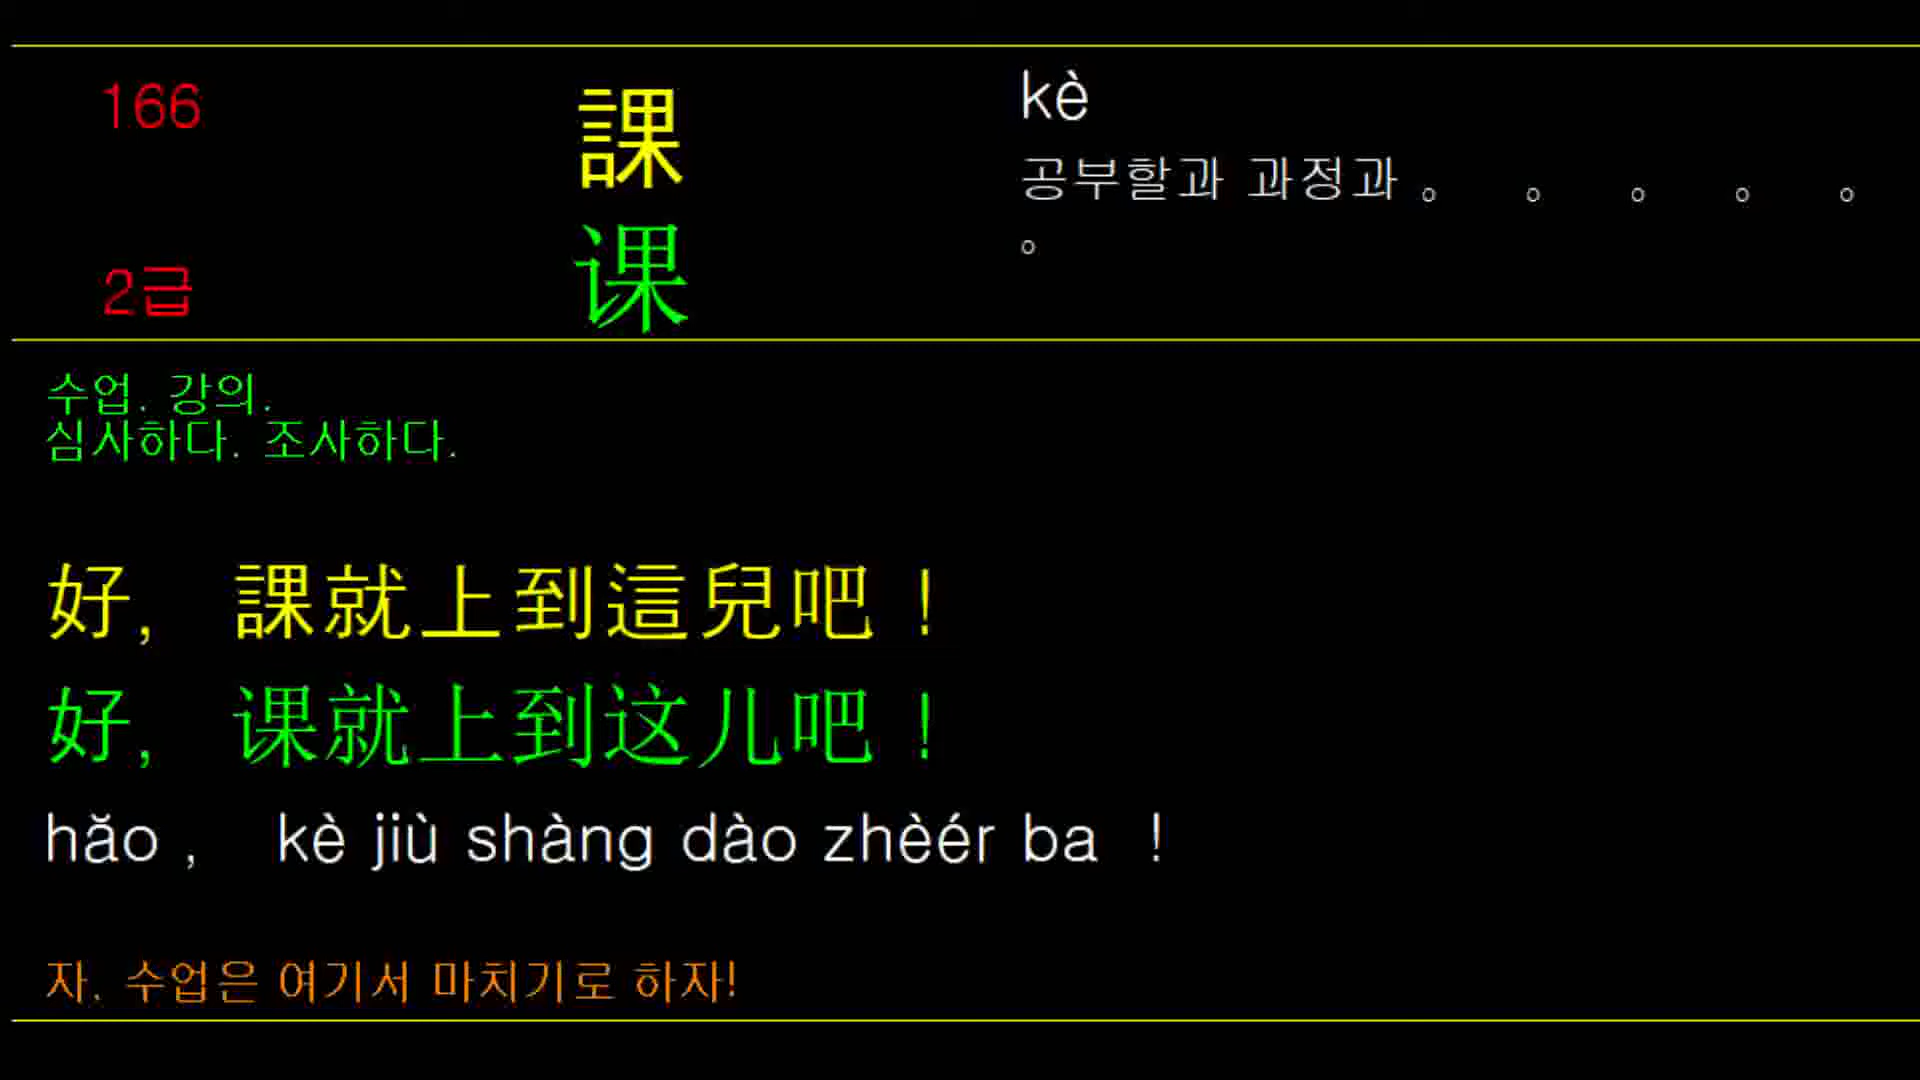 166
課
kè
공부할과 과정과 。 。 。 。 。
。
课
2급
수업. 강의.
심사하다. 조사하다.
好, 課就上到這兒吧 !
好, 课就上到这儿吧 !
hăo , kè jiù shàng dào zhèér ba !
자. 수업은 여기서 마치기로 하자!